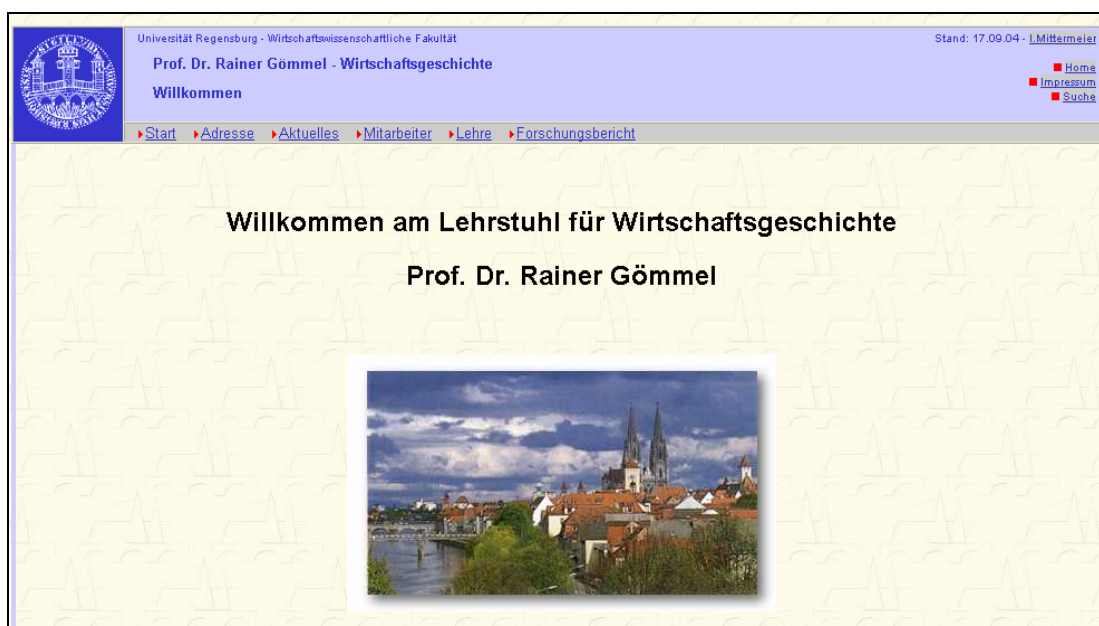 Universität Regensburg - Wirtschaftswissenschaftliche Fakultät
Stand: 17.09.04 - I.Mittermeier
Prof. Dr. Rainer Gömmel - Wirtschaftsgeschichte
Willkommen
Home
Impressum
Suche
Start Adresse Aktuelles Mitarbeiter Lehre Forschungsbericht
Willkommen am Lehrstuhl für Wirtschaftsgeschichte
Prof. Dr. Rainer Gömmel